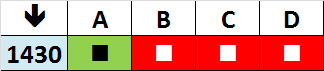 🡫 A B C D
1430 ■ ■ ■ ■